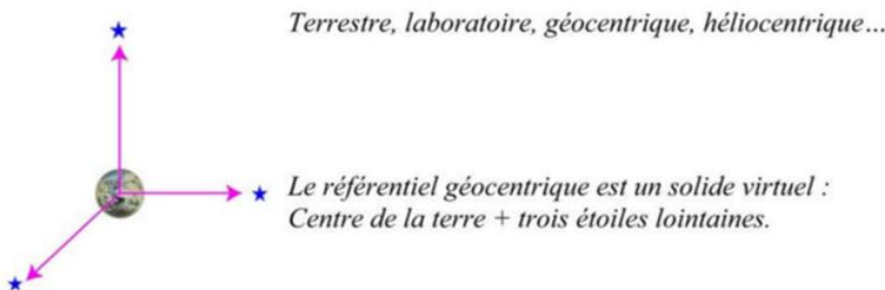 Terrestre, laboratoire, géocentrique, héliocentrique...
Le référentiel géocentrique est un solide virtuel :
Centre de la terre + trois étoiles lointaines.